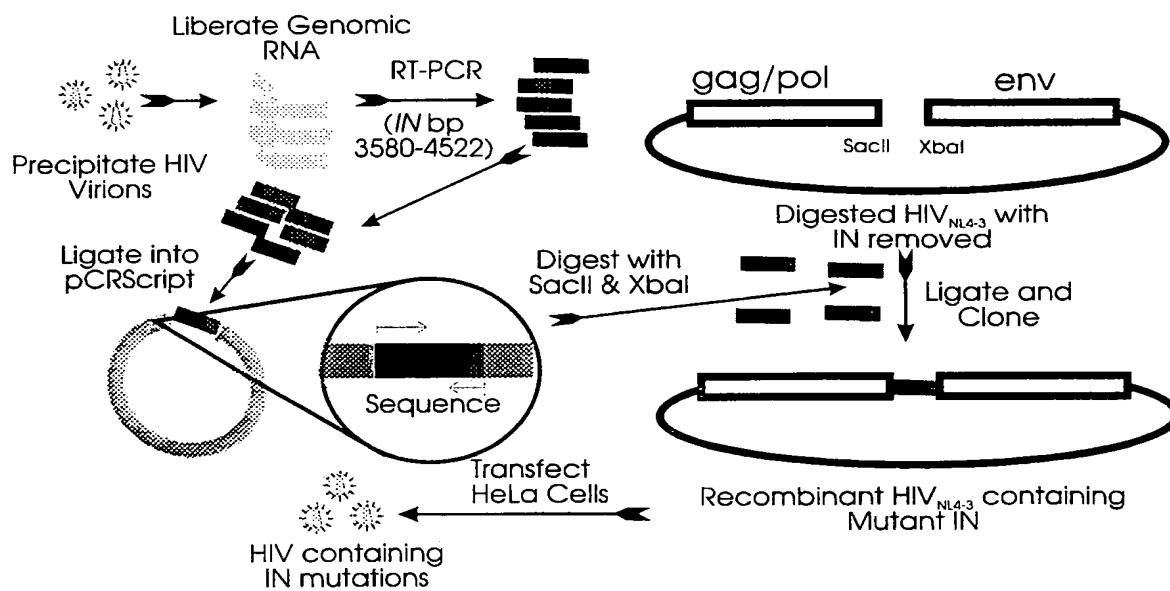 Liberate Genomic
RNA
Precipitate HIV
Virions
RT-PCR
(IN bp
3580-4522)
gag/pol
env
SacII
XbaI
Digested HIVNL4-3 with
IN removed
Ligate into
pCRScript
Sequence
Digest with
SacII & XbaI
Ligate and
Clone
Recombinant HIVNL4-3 containing
Mutant IN
Transfect
HeLa Cells
HIV containing
IN mutations